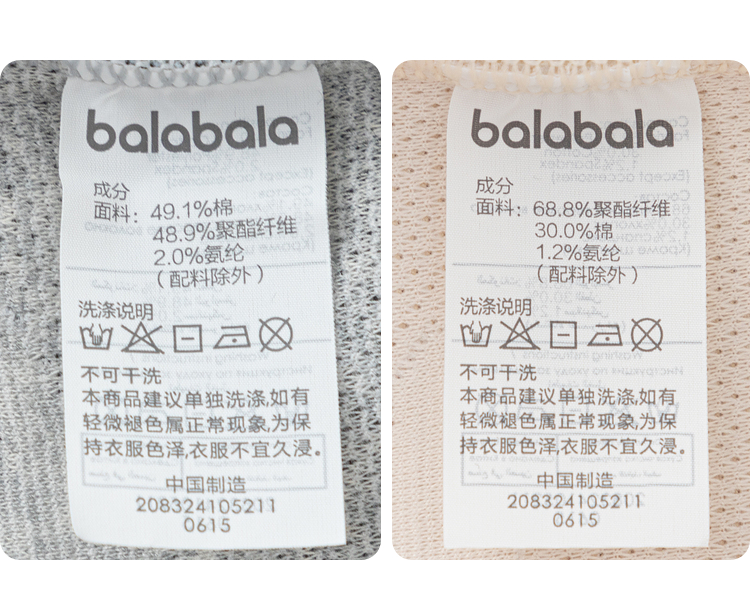 balabala
成分
面料：49.1%棉
48.9%聚酯纤维
2.0%氨纶
（配料除外）
洗涤说明
不可干洗
本商品建议单独洗涤,如有
轻微褪色属正常现象,为保
持衣服色泽,衣服不宜久浸。
中国制造
208324105211
0615
balabala
成分
面料：68.8%聚酯纤维
30.0%棉
1.2%氨纶
（配料除外）
洗涤说明
不可干洗
本商品建议单独洗涤,如有
轻微褪色属正常现象,为保
持衣服色泽,衣服不宜久浸。
中国制造
208324105211
0615